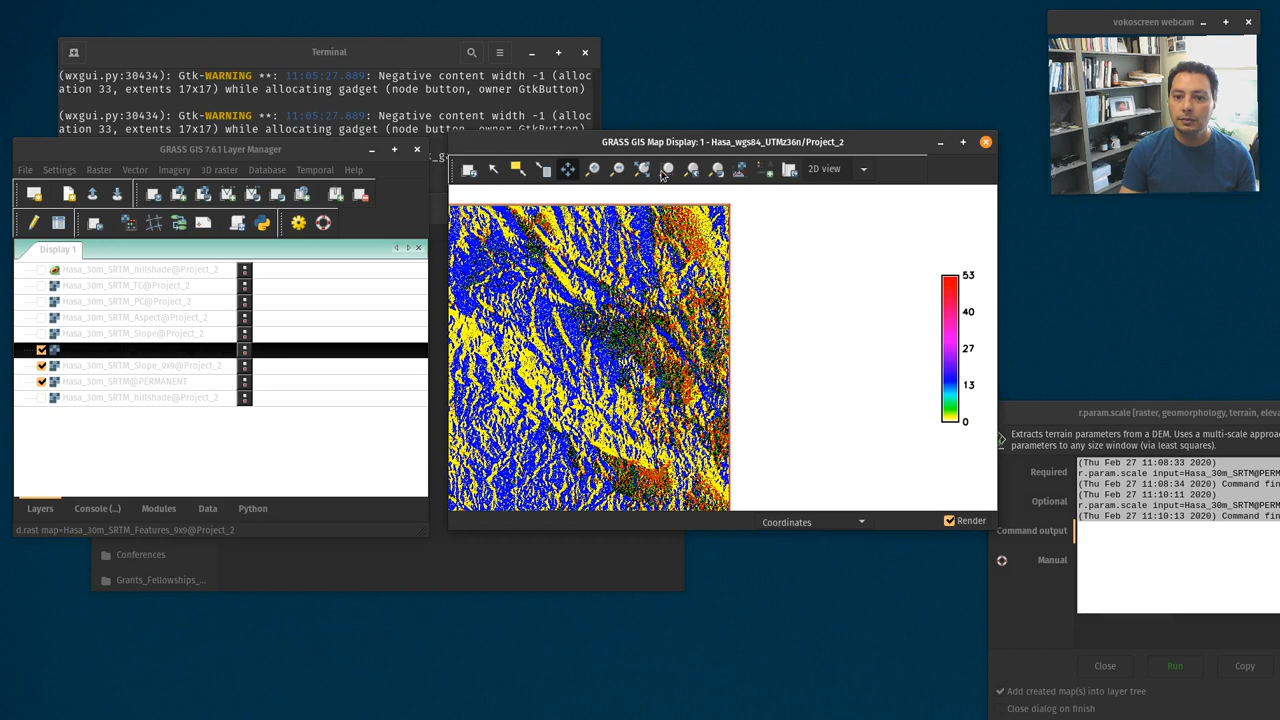 vokoscreen webcam
Terminal
(wxgui.py:30434): Gtk-WARNING **: 11:05:27.889: Negative content width -1 (alloc
ation 33, extents 17x17) while allocating gadget (node button, owner GtkButton)
(wxgui.py:30434): Gtk-WARNING **: 11:05:27.889: Negative content width -1 (alloc
ation 33, extents 17x17) while allocating gadget (node button, owner GtkButton)
GRASS GIS 7.6.1 Layer Manager
File Settings Raster Vector Imagery 3D raster Database Temporal Help
Display 1
Hasa_30m_SRTM_hillshade@Project_2
Hasa_30m_SRTM_TC@Project_2
Hasa_30m_SRTM_PC@Project_2
Hasa_30m_SRTM_Aspect@Project_2
Hasa_30m_SRTM_Slope@Project_2
Hasa_30m_SRTM_Slope_9x9@Project_2
Hasa_30m_SRTM@PERMANENT
Hasa_30m_SRTM_hillshade@Project_2
Layers Console (...) Modules Data Python
d.rast map=Hasa_30m_SRTM_Features_9x9@Project_2
Conferences
Grants_Fellowships_...
GRASS GIS Map Display: 1 - Hasa_wgs84_UTMz36n/Project_2
2D view
53
40
27
13
0
Coordinates
Render
r.param.scale [raster, geomorphology, terrain, eleva
Extracts terrain parameters from a DEM. Uses a multi-scale approa
parameters to any size window (via least squares).
Required
Optional
Command output
Manual
(Thu Feb 27 11:08:33 2020)
r.param.scale input=Hasa_30m_SRTM@PERM
(Thu Feb 27 11:08:34 2020) Command fin
(Thu Feb 27 11:10:11 2020)
r.param.scale input=Hasa_30m_SRTM@PERM
(Thu Feb 27 11:10:13 2020) Command fin
Close Run Copy
Add created map(s) into layer tree
Close dialog on finish